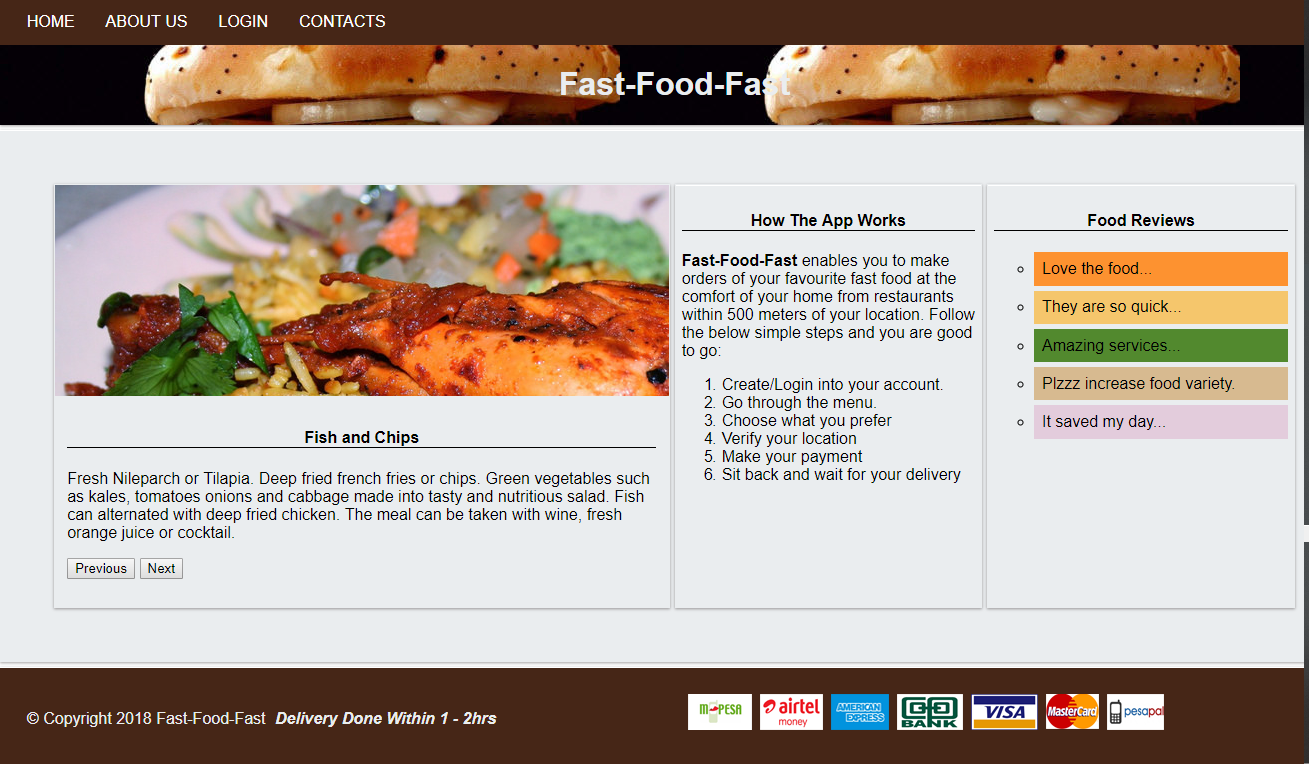 HOME ABOUT US LOGIN CONTACTS
Fast-Food-Fast
Fish and Chips
Fresh Nileparch or Tilapia. Deep fried french fries or chips. Green vegetables such
as kales, tomatoes onions and cabbage made into tasty and nutritious salad. Fish
can alternated with deep fried chicken. The meal can be taken with wine, fresh
orange juice or cocktail.
Previous Next
How The App Works
Fast-Food-Fast enables you to make
orders of your favourite fast food at the
comfort of your home from restaurants
within 500 meters of your location. Follow
the below simple steps and you are good
to go:
1. Create/Login into your account.
2. Go through the menu.
3. Choose what you prefer
4. Verify your location
5. Make your payment
6. Sit back and wait for your delivery
Food Reviews
Love the food...
They are so quick...
Amazing services...
Plzzz increase food variety.
It saved my day...
© Copyright 2018 Fast-Food-Fast Delivery Done Within 1 - 2hrs
M-PESA
airtel
money
AMERICAN
EXPRESS
BANK
VISA
MasterCard
pesapal